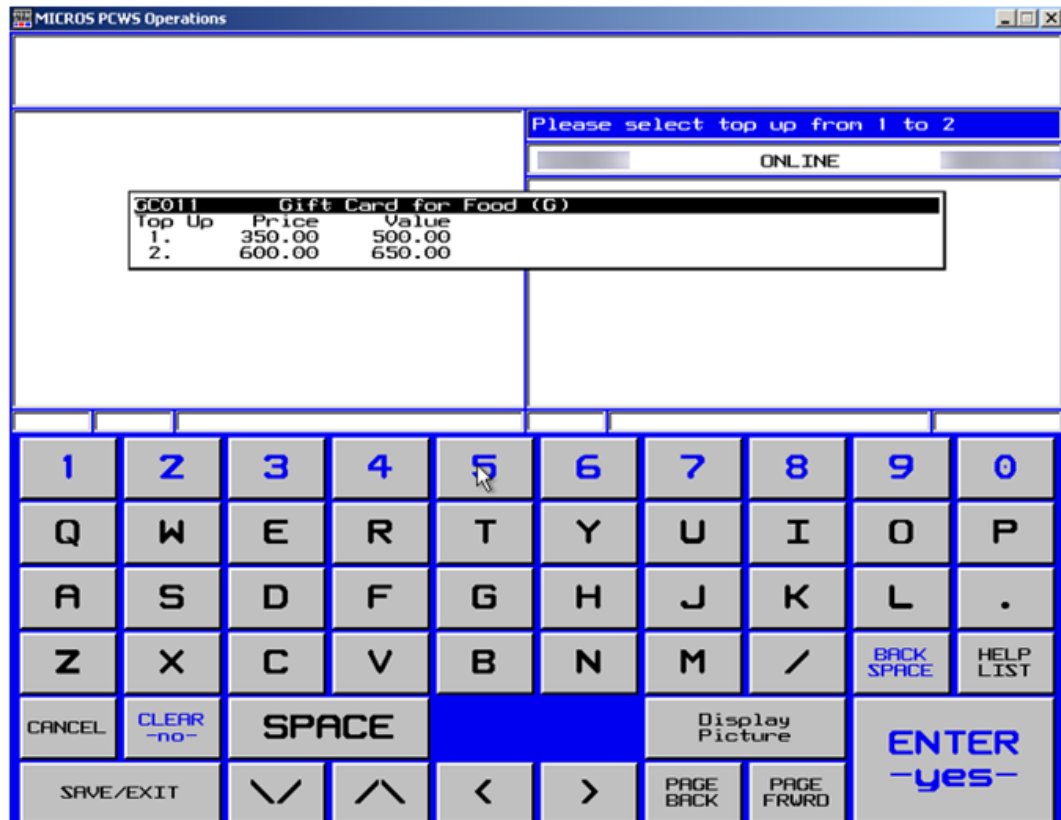 MICROS PCWS Operations
Please select top up from 1 to 2
ONLINE
GC011 Gift Card for Food (G)
Top Up Price Value
1. 350.00 500.00
2. 600.00 650.00
1 2 3 4 5 6 7 8 9 0
Q W E R T Y U I O P
A S D F G H J K L .
Z X C V B N M / BACK SPACE HELP LIST
CANCEL CLEAR -no- SPACE Display Picture ENTER -yes-
SAVE/EXIT \/ /\ < > PAGE BACK PAGE FRWRD